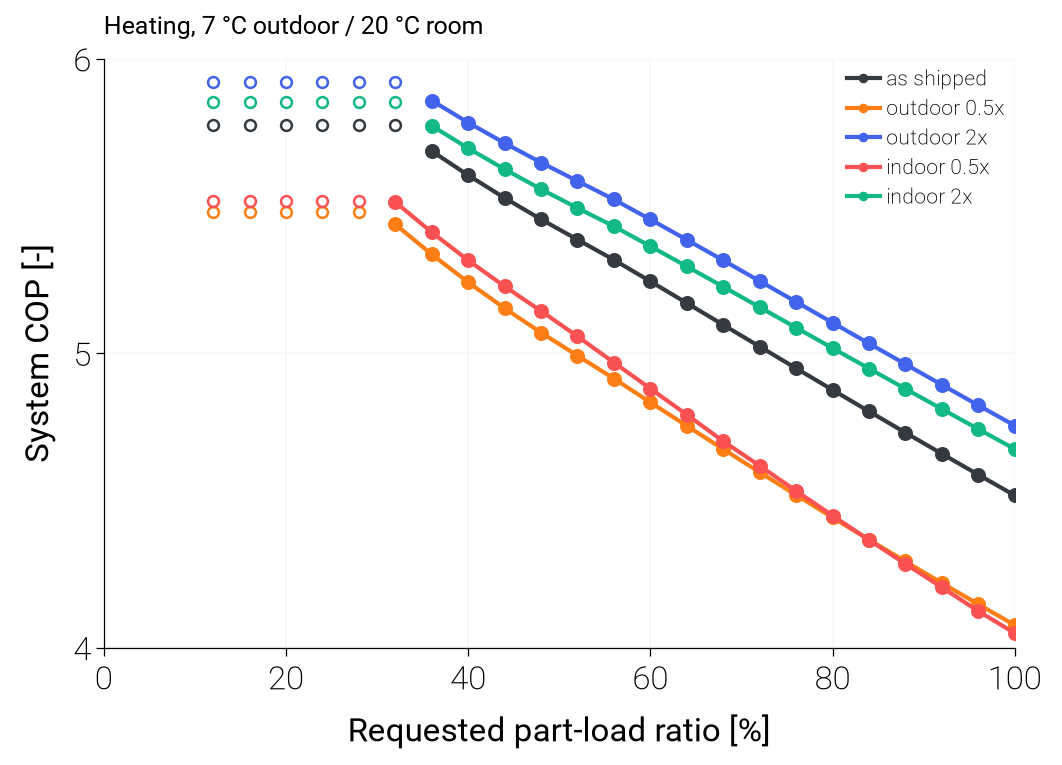 Heating, 7 °C outdoor / 20 °C room
6
5
4
System COP [-]
as shipped
outdoor 0.5x
outdoor 2x
indoor 0.5x
indoor 2x
0 20 40 60 80 100
Requested part-load ratio [%]